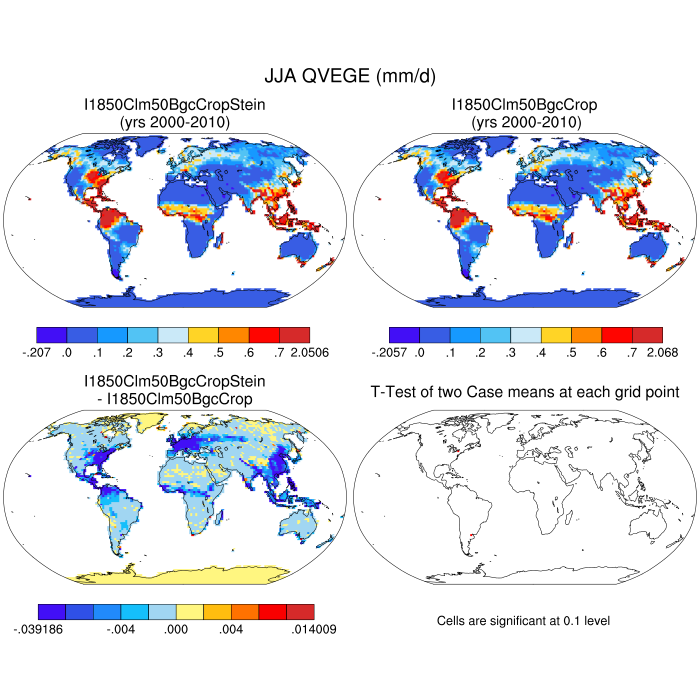 JJA QVEGE (mm/d)
I1850Clm50BgcCropStein
(yrs 2000-2010)
I1850Clm50BgcCrop
(yrs 2000-2010)
-.207 .0 .1 .2 .3 .4 .5 .6 .7 2.0506
-.2057 .0 .1 .2 .3 .4 .5 .6 .7 2.068
I1850Clm50BgcCropStein
- I1850Clm50BgcCrop
T-Test of two Case means at each grid point
-.039186 -.004 .000 .004 .014009
Cells are significant at 0.1 level